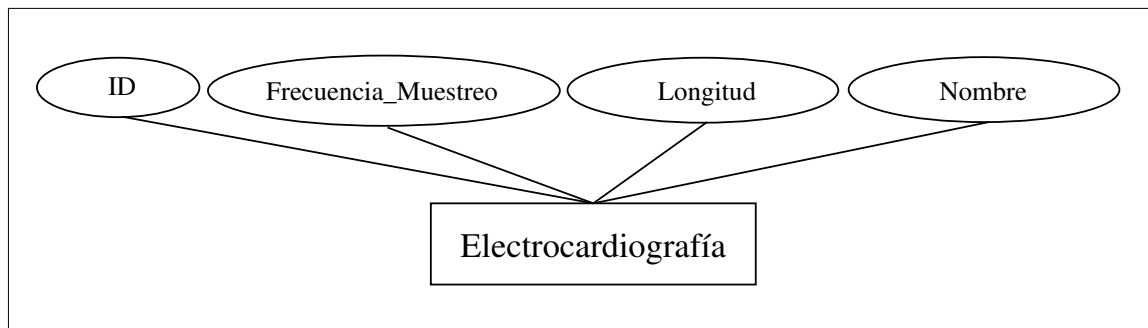 ID
Frecuencia_Muestreo
Longitud
Nombre
Electrocardiografía